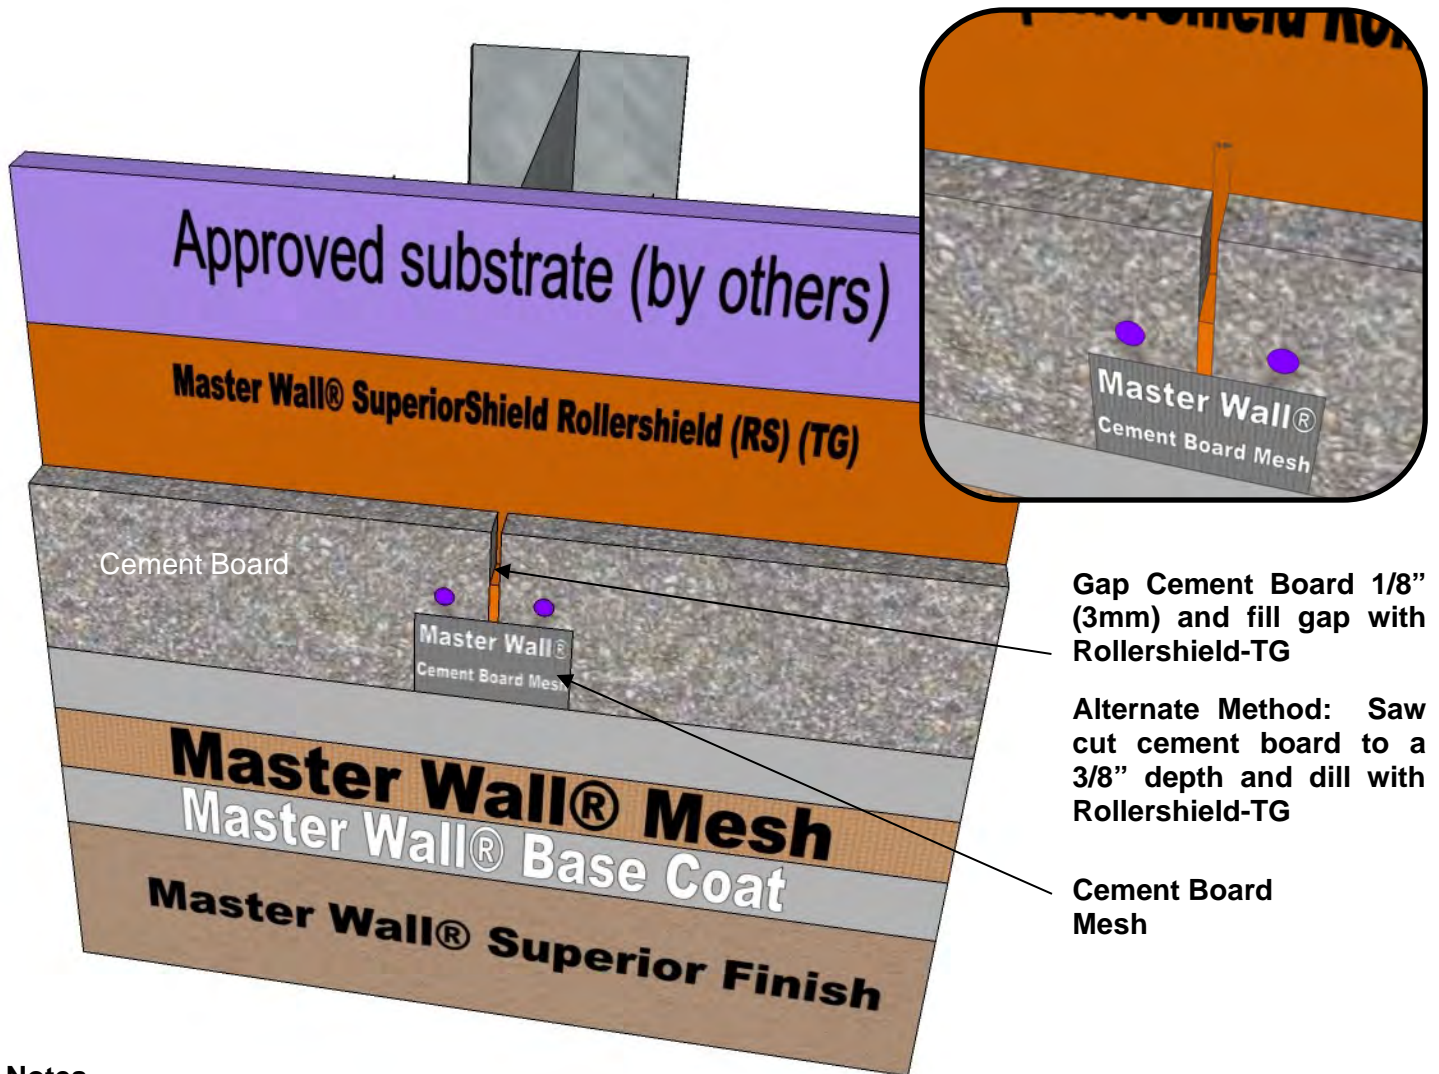 Approved substrate (by others)
Master Wall® SuperiorShield Rollershield (RS) (TG)
Cement Board
Master Wall®
Cement Board Mesh
Master Wall® Mesh
Master Wall® Base Coat
Master Wall® Superior Finish
Master Wall®
Cement Board Mesh
Gap Cement Board 1/8”
(3mm) and fill gap with
Rollershield-TG
Alternate Method: Saw
cut cement board to a
3/8” depth and dill with
Rollershield-TG
Cement Board
Mesh
Notes